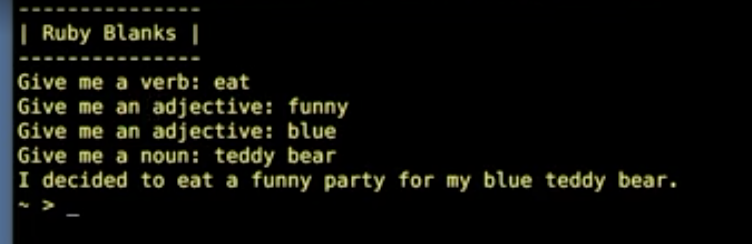 ---------------
| Ruby Blanks |
---------------
Give me a verb: eat
Give me an adjective: funny
Give me an adjective: blue
Give me a noun: teddy bear
I decided to eat a funny party for my blue teddy bear.
~ > _